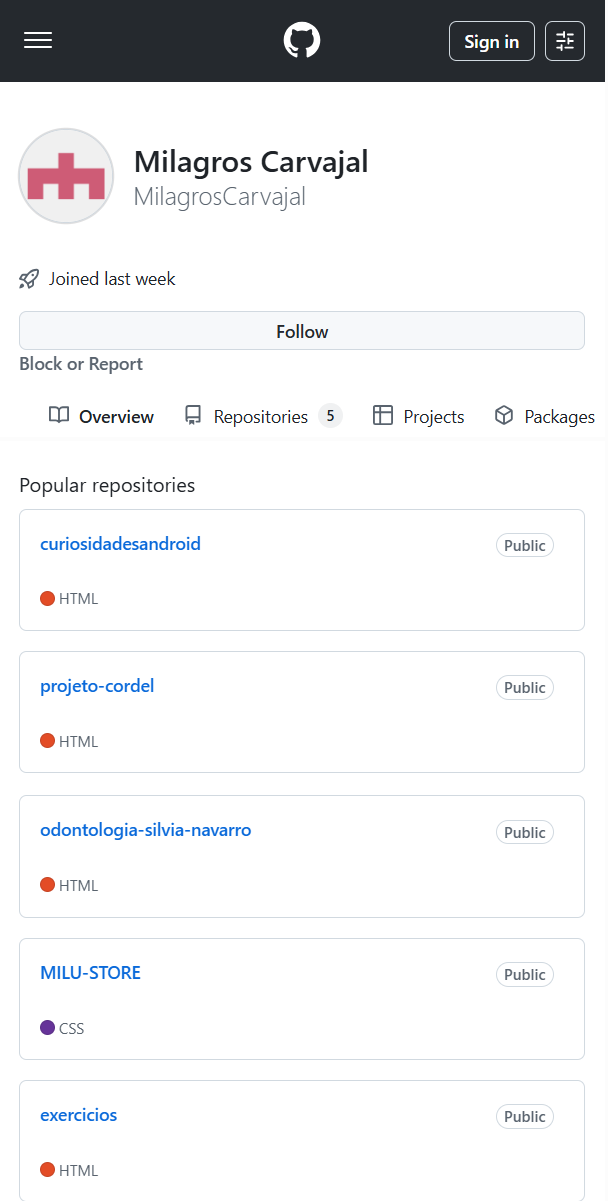 Sign in
Milagros Carvajal
MilagrosCarvajal
Joined last week
Follow
Block or Report
Overview Repositories 5 Projects Packages
Popular repositories
curiosidadesandroid Public
HTML
projeto-cordel Public
HTML
odontologia-silvia-navarro Public
HTML
MILU-STORE Public
CSS
exercicios Public
HTML